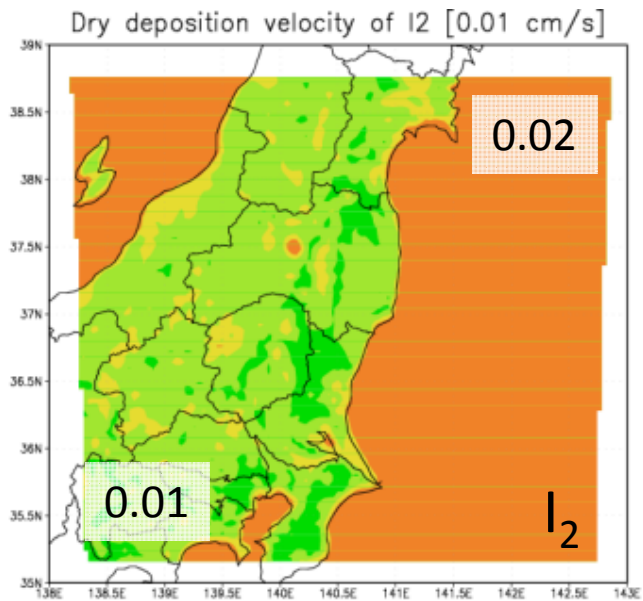 Dry deposition velocity of I2 [0.01 cm/s]
39N
38.5N
0.02
38N
37.5N
37N
36.5N
36N
0.01
35.5N
I2
35N
138E 138.5E 139E 139.5E 140E 140.5E 141E 141.5E 142E 142.5E 143E